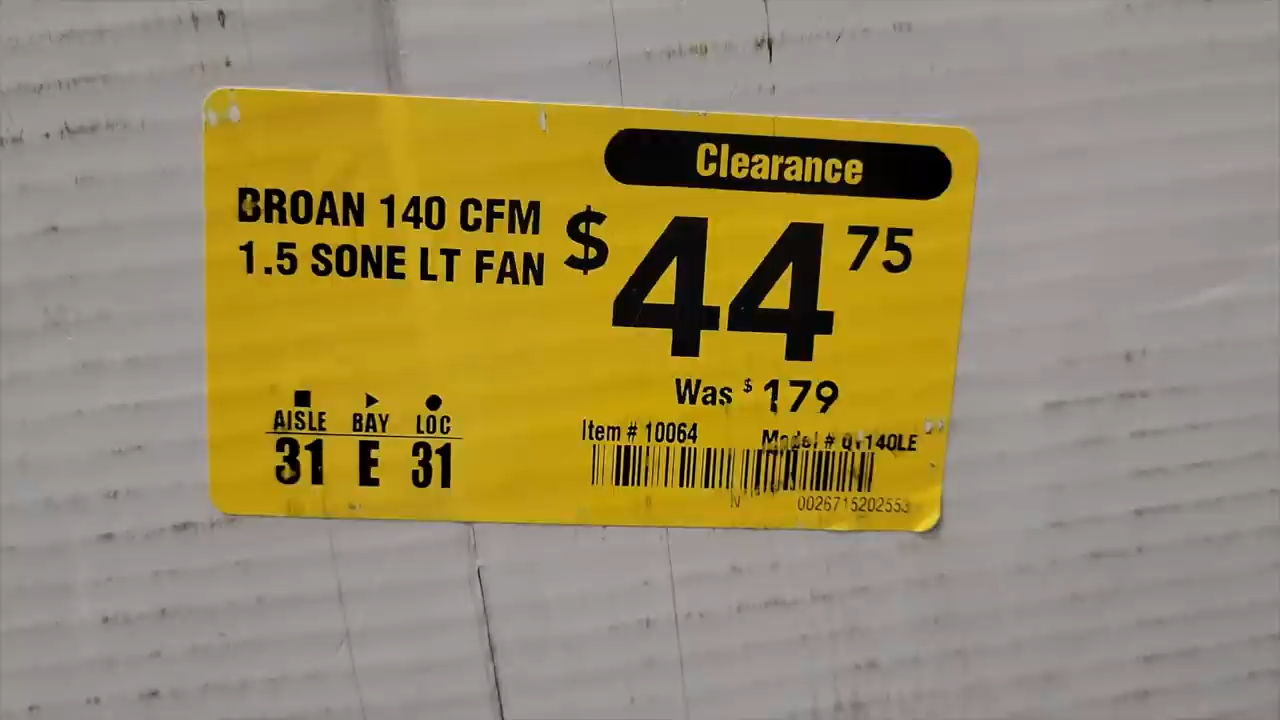 Clearance
BROAN 140 CFM
1.5 SONE LT FAN
$44 75
Was $179
AISLE BAY LOC
31 E 31
Item # 10064
Model # QT140LE
N 0026715202553